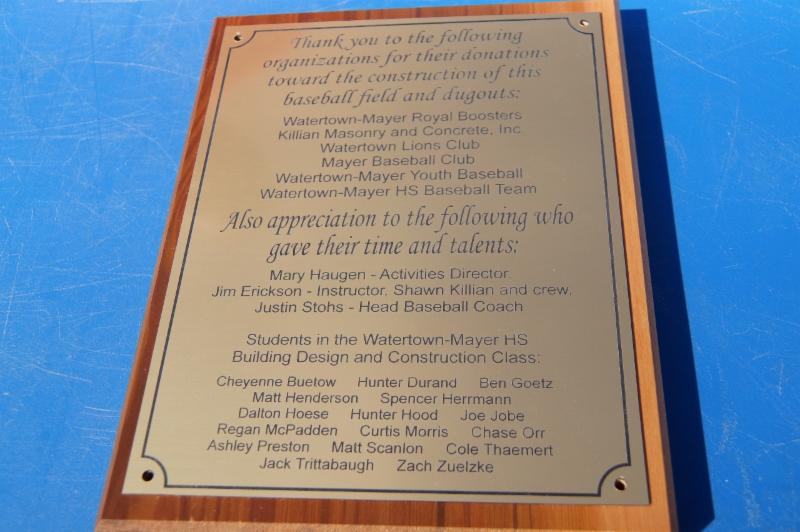 Thank you to the following
organizations for their donations
toward the construction of this
baseball field and dugouts:
Watertown-Mayer Royal Boosters
Killian Masonry and Concrete, Inc.
Watertown Lions Club
Mayer Baseball Club
Watertown-Mayer Youth Baseball
Watertown-Mayer HS Baseball Team
Also appreciation to the following who
gave their time and talents:
Mary Haugen - Activities Director
Jim Erickson - Instructor, Shawn Killian and crew,
Justin Stohs - Head Baseball Coach
Students in the Watertown-Mayer HS
Building Design and Construction Class:
Cheyenne Buetow Hunter Durand Ben Goetz
Matt Henderson Spencer Herrmann
Dalton Hoese Hunter Hood Joe Jobe
Regan McPadden Curtis Morris Chase Orr
Ashley Preston Matt Scanlon Cole Thaemert
Jack Trittabaugh Zach Zuelzke